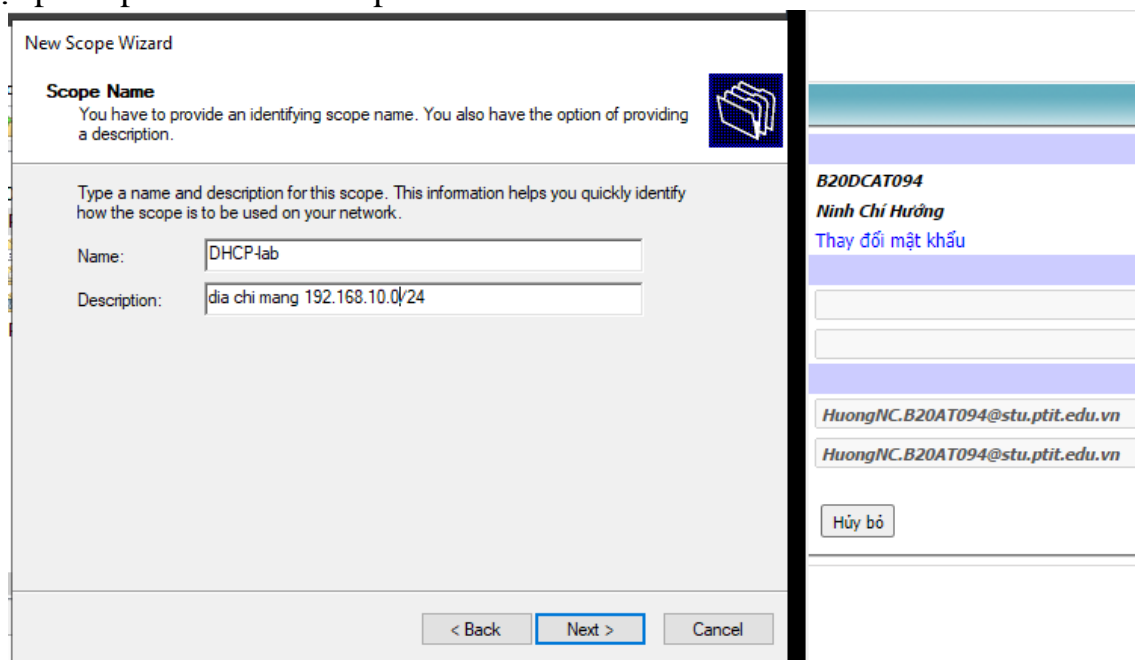 New Scope Wizard
Scope Name
You have to provide an identifying scope name. You also have the option of providing
a description.
Type a name and description for this scope. This information helps you quickly identify
how the scope is to be used on your network.
Name:
DHCP-lab
Description:
dia chi mang 192.168.10.0/24
< Back
Next >
Cancel
B20DCAT094
Ninh Chí Hưởng
Thay đổi mật khẩu
HuongNC.B20AT094@stu.ptit.edu.vn
HuongNC.B20AT094@stu.ptit.edu.vn
Hủy bỏ